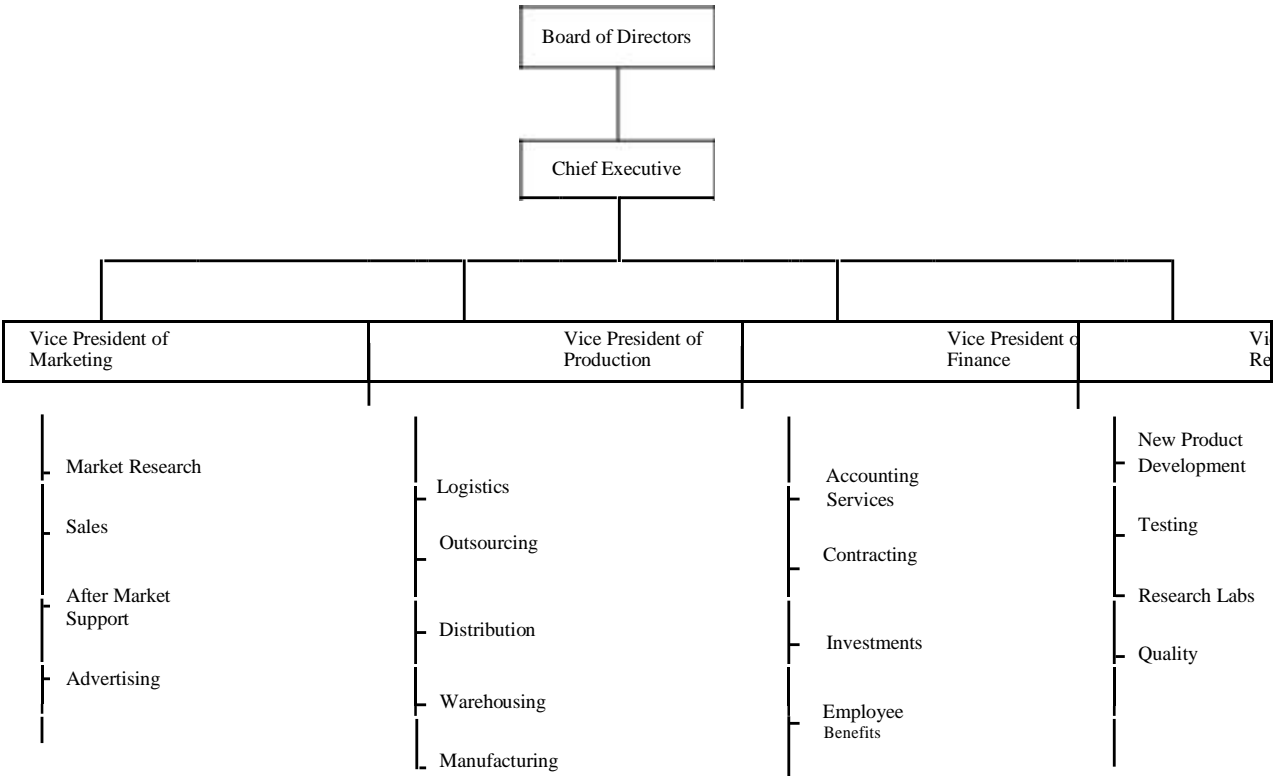 Board of Directors
Chief Executive
Vice President of
Marketing
Vice President of
Production
Vice President o
Finance
Vi
Re
Market Research
Sales
After Market
Support
Advertising
Logistics
Outsourcing
Distribution
Warehousing
Manufacturing
Accounting
Services
Contracting
Investments
Employee
Benefits
New Product
Development
Testing
Research Labs
Quality